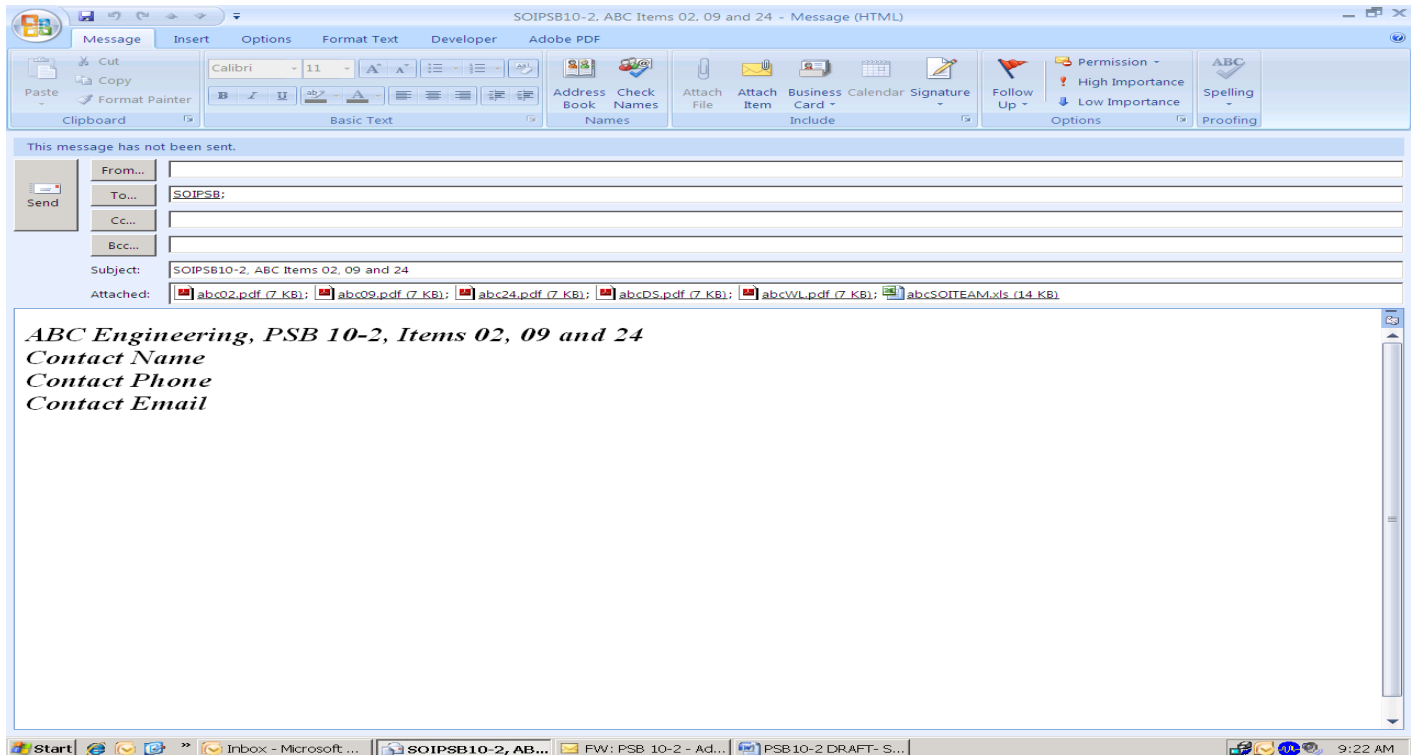 SOIPSB10-2, ABC Items 02, 09 and 24 - Message (HTML)
Message Insert Options Format Text Developer Adobe PDF
Paste
Cut
Copy
Format Painter
Clipboard
Calibri 11
B I U
Basic Text
Address Book
Check Names
Names
Attach File
Attach Item
Business Card
Calendar
Signature
Include
Follow Up
Permission
High Importance
Low Importance
Options
ABC
Spelling
Proofing
This message has not been sent.
Send
From...
To... SOIPSB;
Cc...
Bcc...
Subject: SOIPSB10-2, ABC Items 02, 09 and 24
Attached: abc02.pdf (7 KB); abc09.pdf (7 KB); abc24.pdf (7 KB); abcDS.pdf (7 KB); abcWL.pdf (7 KB); abcSOITEAM.xls (14 KB)
ABC Engineering, PSB 10-2, Items 02, 09 and 24
Contact Name
Contact Phone
Contact Email
Start » Inbox - Microsoft ... SOIPSB10-2, AB... FW: PSB 10-2 - Ad... PSB10-2 DRAFT- S... 9:22 AM